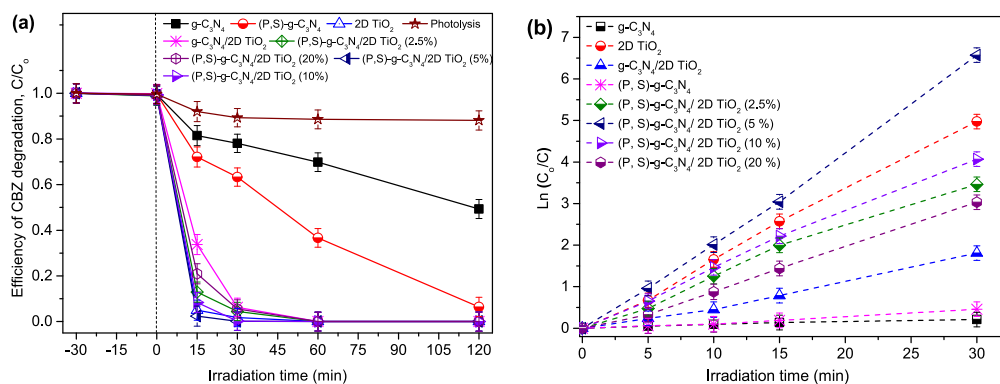 (a)
g-C₃N₄ (P,S)-g-C₃N₄ 2D TiO₂ Photolysis
g-C₃N₄/2D TiO₂ (P,S)-g-C₃N₄/2D TiO₂ (2.5%)
(P,S)-g-C₃N₄/2D TiO₂ (20%) (P,S)-g-C₃N₄/2D TiO₂ (5%)
(P,S)-g-C₃N₄/2D TiO₂ (10%)
Efficiency of CBZ degradation, C/Cₒ
1.0
0.8
0.6
0.4
0.2
0.0
-30 -15 0 15 30 45 60 75 90 105 120
Irradiation time (min)
(b)
g-C₃N₄
2D TiO₂
g-C₃N₄/2D TiO₂
(P, S)-g-C₃N₄
(P, S)-g-C₃N₄/ 2D TiO₂ (2.5%)
(P, S)-g-C₃N₄/ 2D TiO₂ (5 %)
(P, S)-g-C₃N₄/ 2D TiO₂ (10 %)
(P, S)-g-C₃N₄/ 2D TiO₂ (20 %)
Ln (Cₒ/C)
7
6
5
4
3
2
1
0
0 5 10 15 20 25 30
Irradiation time (min)